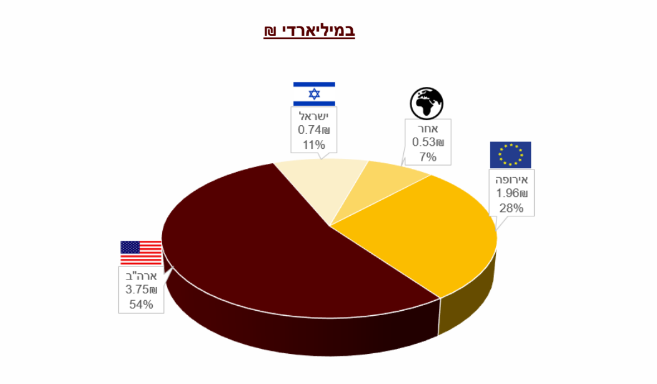 במיליארדי ₪
ישראל
0.74₪
11%
אחר
0.53₪
7%
אירופה
1.96₪
28%
ארה"ב
3.75₪
54%